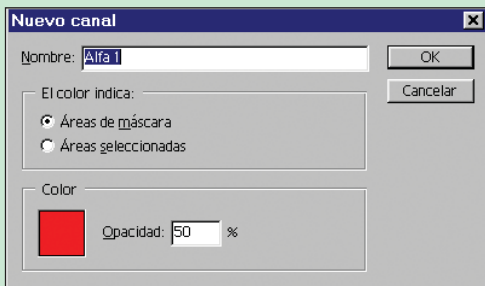 Nuevo canal
Nombre: Alfa 1
OK
Cancelar
El color indica:
Áreas de máscara
Áreas seleccionadas
Color
Opacidad: 50 %